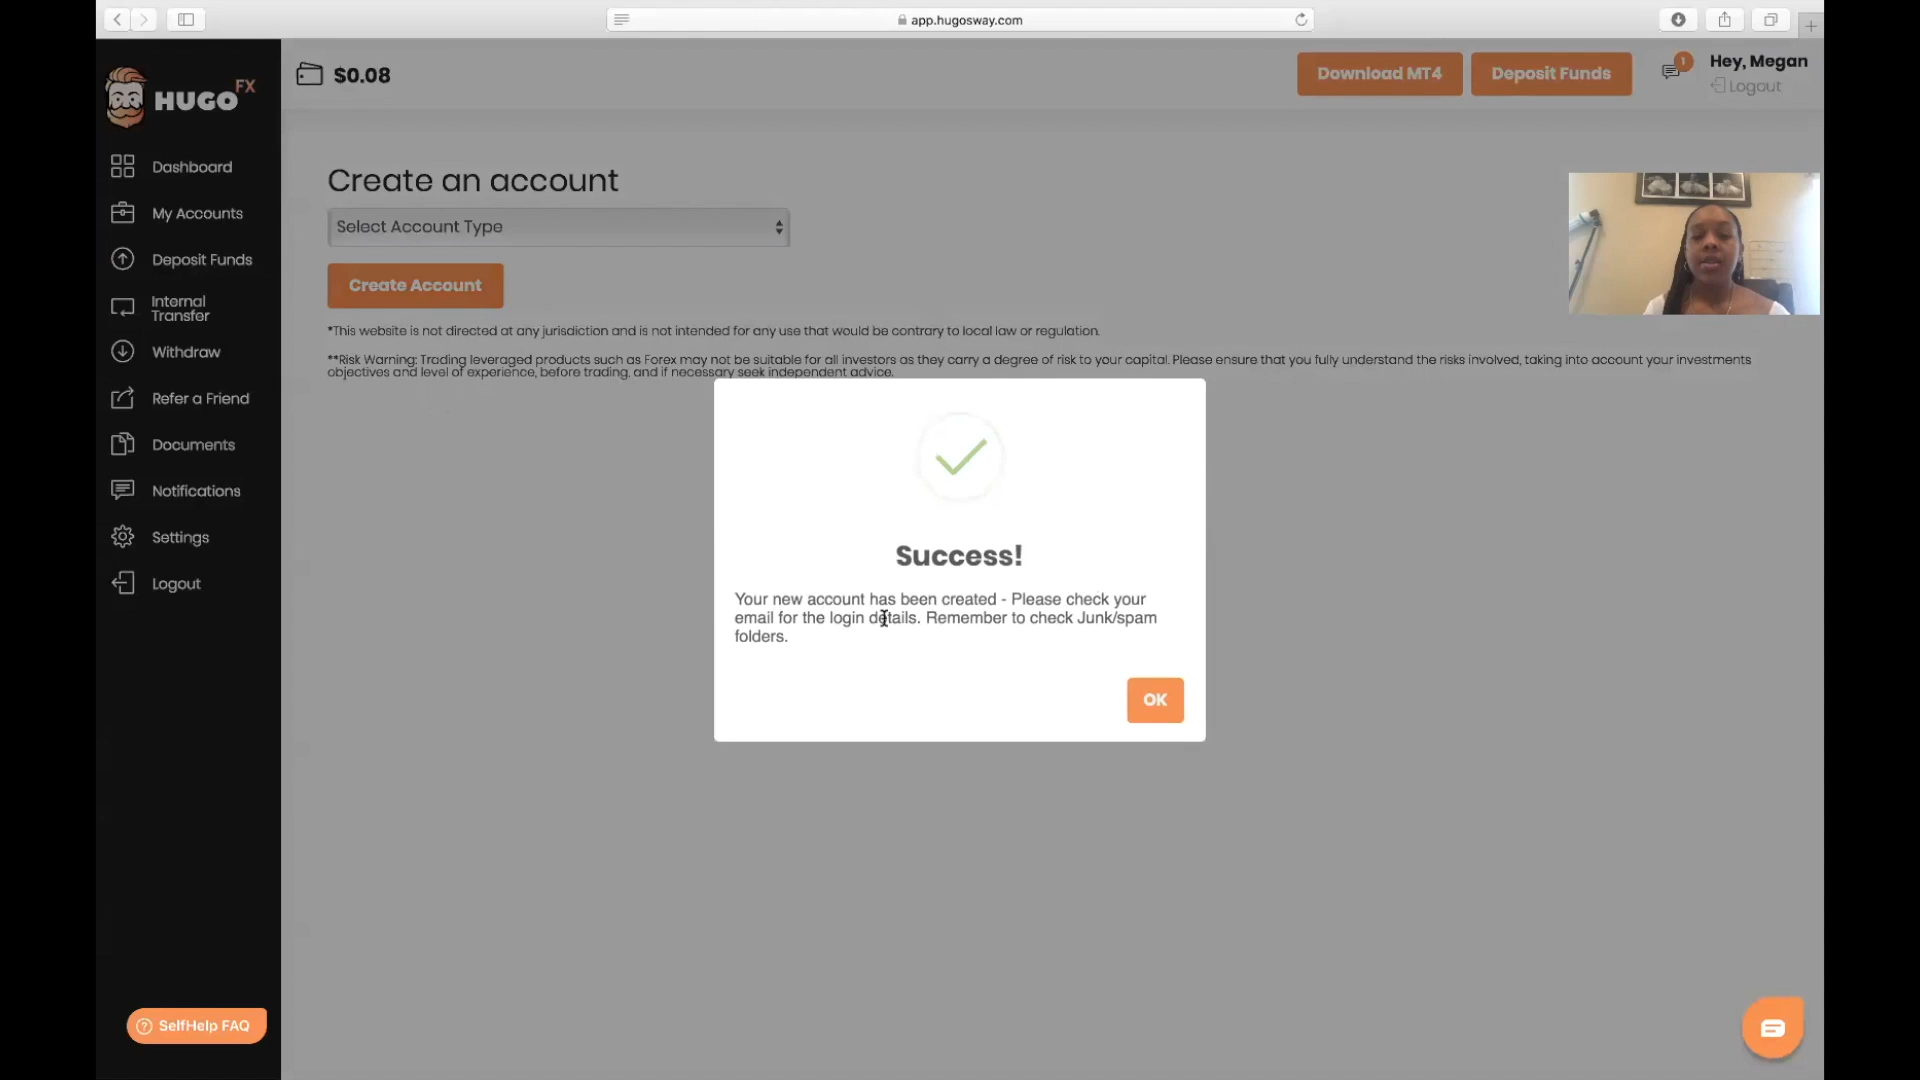 app.hugosway.com
HUGO FX
$0.08
Download MT4
Deposit Funds
1
Hey, Megan
Logout
Dashboard
My Accounts
Deposit Funds
Internal
Transfer
Withdraw
Refer a Friend
Documents
Notifications
Settings
Logout
SelfHelp FAQ
Create an account
Select Account Type
Create Account
*This website is not directed at any jurisdiction and is not intended for any use that would be contrary to local law or regulation.
**Risk Warning: Trading leveraged products such as Forex may not be suitable for all investors as they carry a degree of risk to your capital. Please ensure that you fully understand the risks involved, taking into account your investments
objectives and level of experience, before trading, and if necessary seek independent advice.
Success!
Your new account has been created - Please check your
email for the login details. Remember to check Junk/spam
folders.
OK